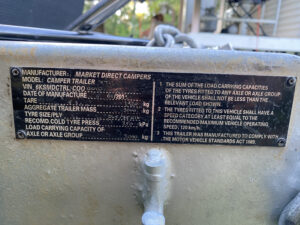 MANUFACTURER: MARKET DIRECT CAMPERS
MODEL: CAMPER TRAILER
VIN 6KSMDCTRL COO
DATE OF MANUFACTURE /201
TARE kg
AGGREGATE TRAILER MASS kg
TYRE SIZE/PLY
RECOMD. COLD TYRE PRESS
LOAD CARRYING CAPACITY OF
AXLE OR AXLE GROUP kg
1 THE SUM OF THE LOAD CARRYING CAPACITIES
OF THE TYRES FITTED TO ANY AXLE OR AXLE GROUP
OF THE VEHICLE SHALL NOT BE LESS THAN THE
RELEVANT LOAD SHOWN.
2 THE TYRES FITTED TO THIS VEHICLE SHALL HAVE A
SPEED CATEGORY AT LEAST EQUAL TO THE
RECOMMENDED MAXIMUM VEHICLE OPERATING
SPEED, 120 km/h.
3 THIS TRAILER WAS MANUFACTURED TO COMPLY WITH
THE MOTOR VEHICLE STANDARDS ACT 1989.